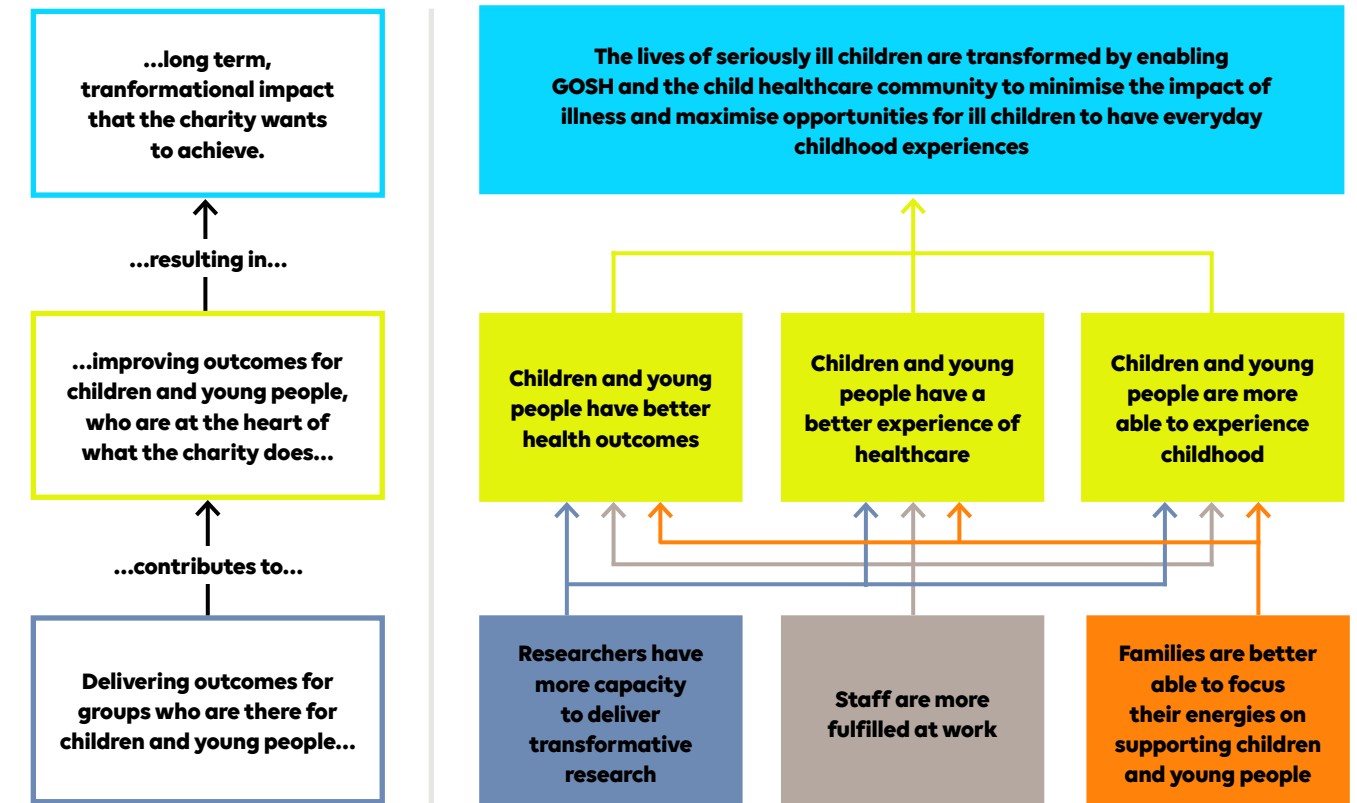 ...long term,
tranformational impact
that the charity wants
to achieve.
...resulting in...
...improving outcomes for
children and young people,
who are at the heart of
what the charity does...
...contributes to...
Delivering outcomes for
groups who are there for
children and young people...
The lives of seriously ill children are transformed by enabling
GOSH and the child healthcare community to minimise the impact of
illness and maximise opportunities for ill children to have everyday
childhood experiences
Children and young
people have better
health outcomes
Children and young
people have a
better experience of
healthcare
Children and young
people are more
able to experience
childhood
Researchers have
more capacity
to deliver
transformative
research
Staff are more
fulfilled at work
Families are better
able to focus
their energies on
supporting children
and young people